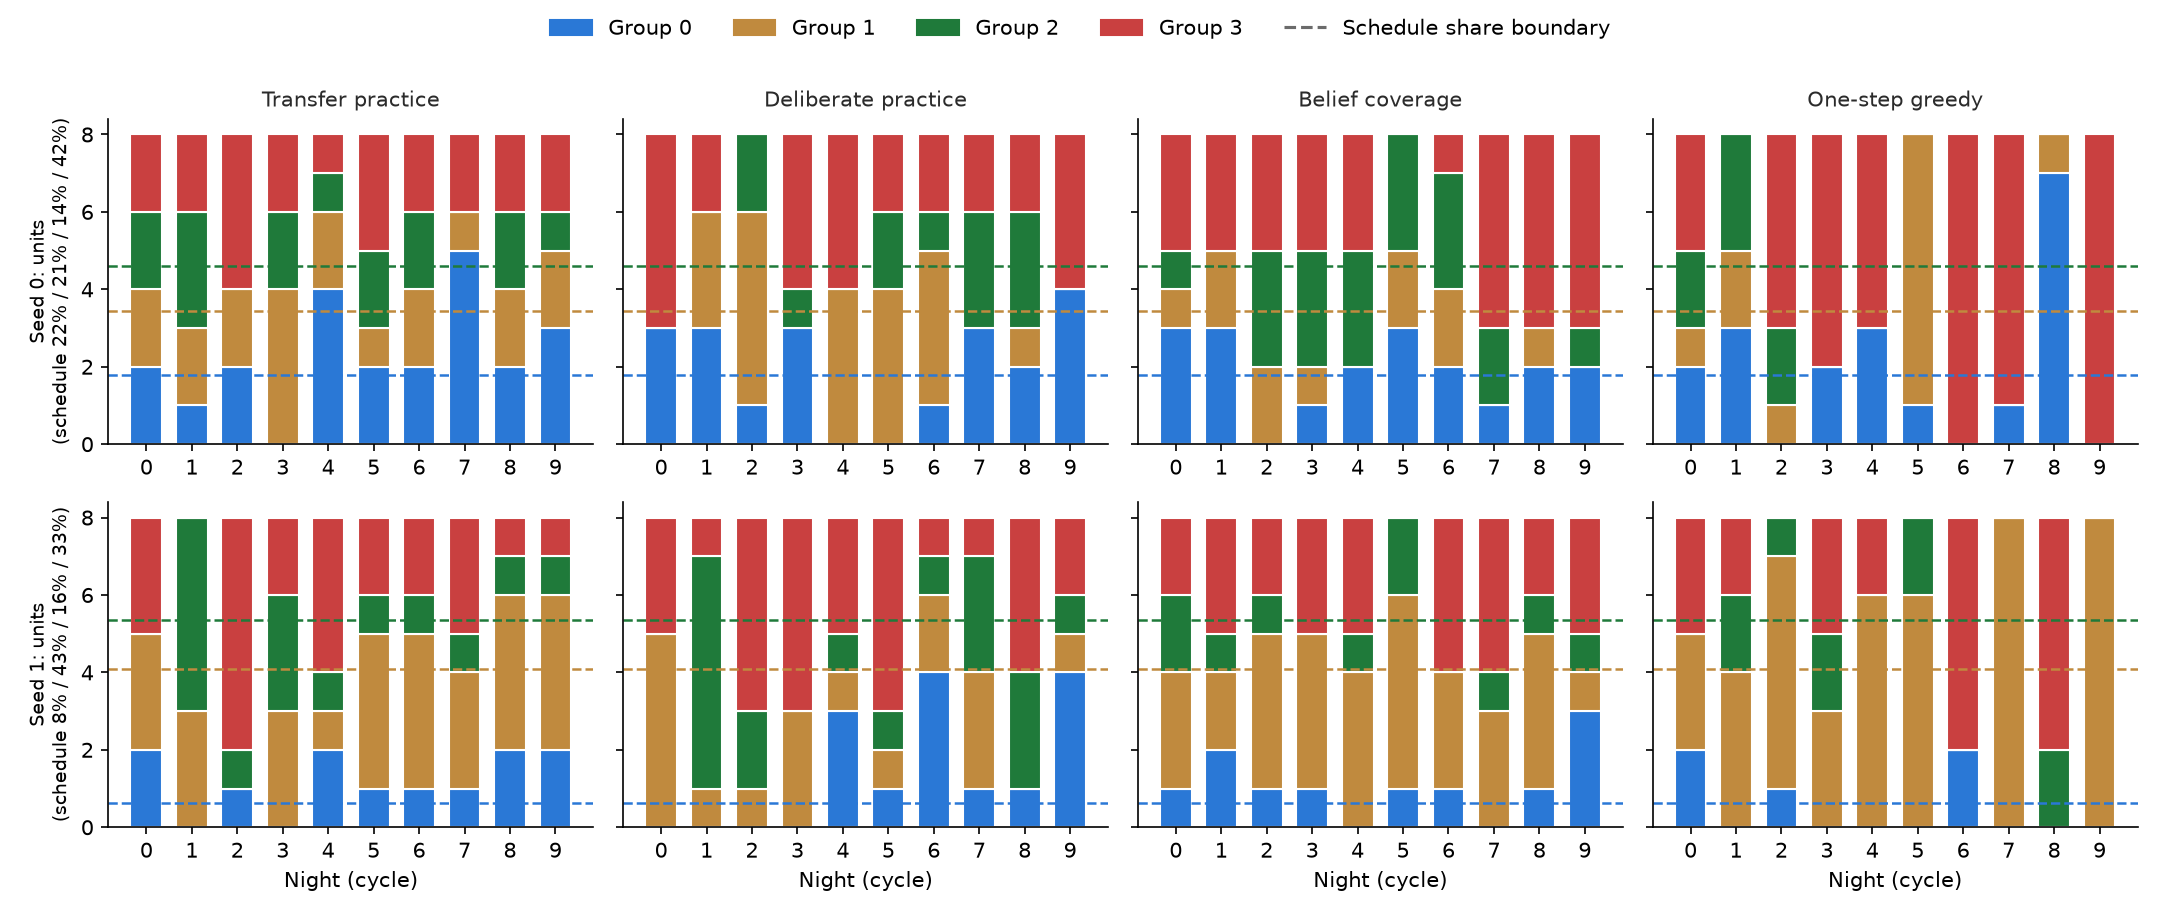 Group 0 Group 1 Group 2 Group 3 Schedule share boundary
Transfer practice Deliberate practice Belief coverage One-step greedy
Seed 0: units
(schedule 22% / 21% / 14% / 42%)
8
6
4
2
0
0 1 2 3 4 5 6 7 8 9 0 1 2 3 4 5 6 7 8 9 0 1 2 3 4 5 6 7 8 9 0 1 2 3 4 5 6 7 8 9
Seed 1: units
(schedule 8% / 43% / 16% / 33%)
8
6
4
2
0
0 1 2 3 4 5 6 7 8 9 0 1 2 3 4 5 6 7 8 9 0 1 2 3 4 5 6 7 8 9 0 1 2 3 4 5 6 7 8 9
Night (cycle) Night (cycle) Night (cycle) Night (cycle)